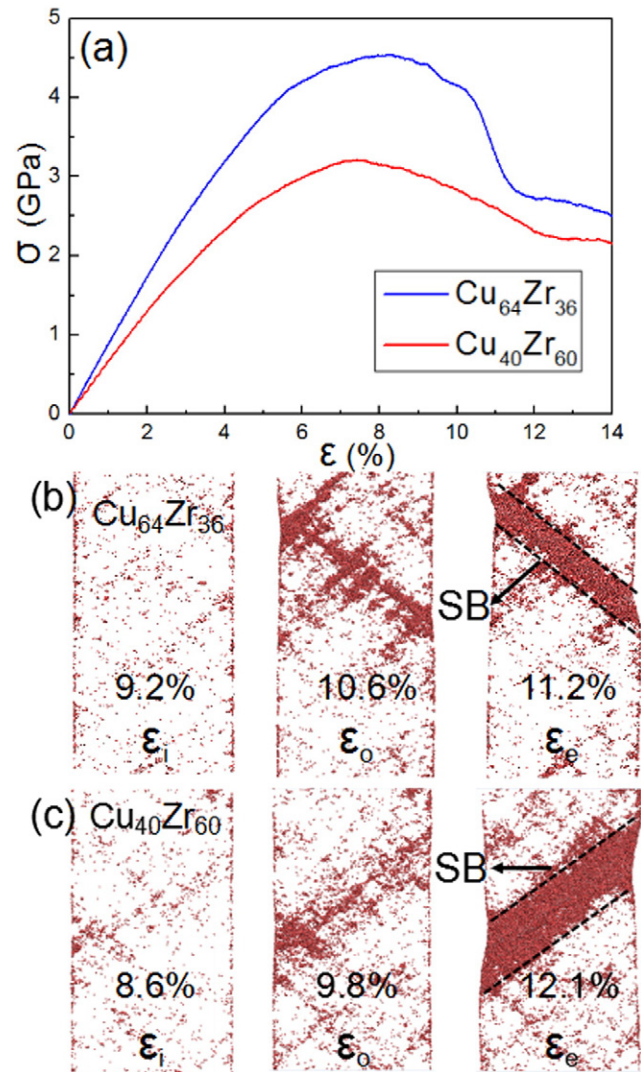 (a)
5
4
3
2
1
0
σ (GPa)
Cu64Zr36
Cu40Zr60
0 2 4 6 8 10 12 14
ε (%)
(b)
Cu64Zr36
SB
9.2% 10.6% 11.2%
εi εo εe
(c)
Cu40Zr60
SB
8.6% 9.8% 12.1%
εi εo εe